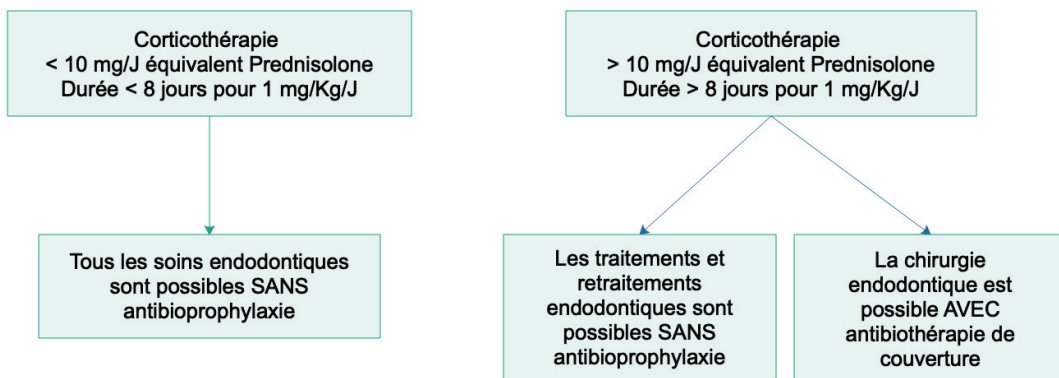 Corticothérapie
< 10 mg/J équivalent Prednisolone
Durée < 8 jours pour 1 mg/Kg/J
Corticothérapie
> 10 mg/J équivalent Prednisolone
Durée > 8 jours pour 1 mg/Kg/J
Tous les soins endodontiques
sont possibles SANS
antibioprophylaxie
Les traitements et
retraitements
endodontiques sont
possibles SANS
antibioprophylaxie
La chirurgie
endodontique est
possible AVEC
antibiothérapie de
couverture